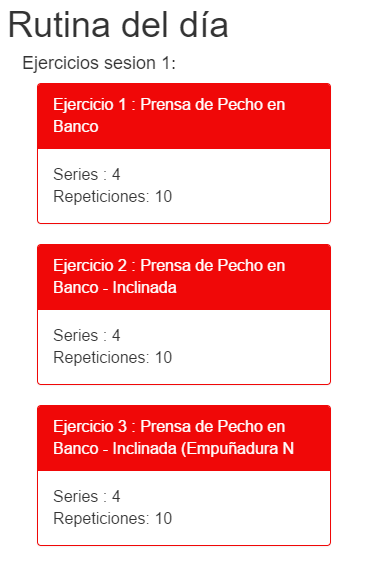 Rutina del día
Ejercicios sesion 1:
Ejercicio 1 : Prensa de Pecho en
Banco
Series : 4
Repeticiones: 10
Ejercicio 2 : Prensa de Pecho en
Banco - Inclinada
Series : 4
Repeticiones: 10
Ejercicio 3 : Prensa de Pecho en
Banco - Inclinada (Empuñadura N
Series : 4
Repeticiones: 10